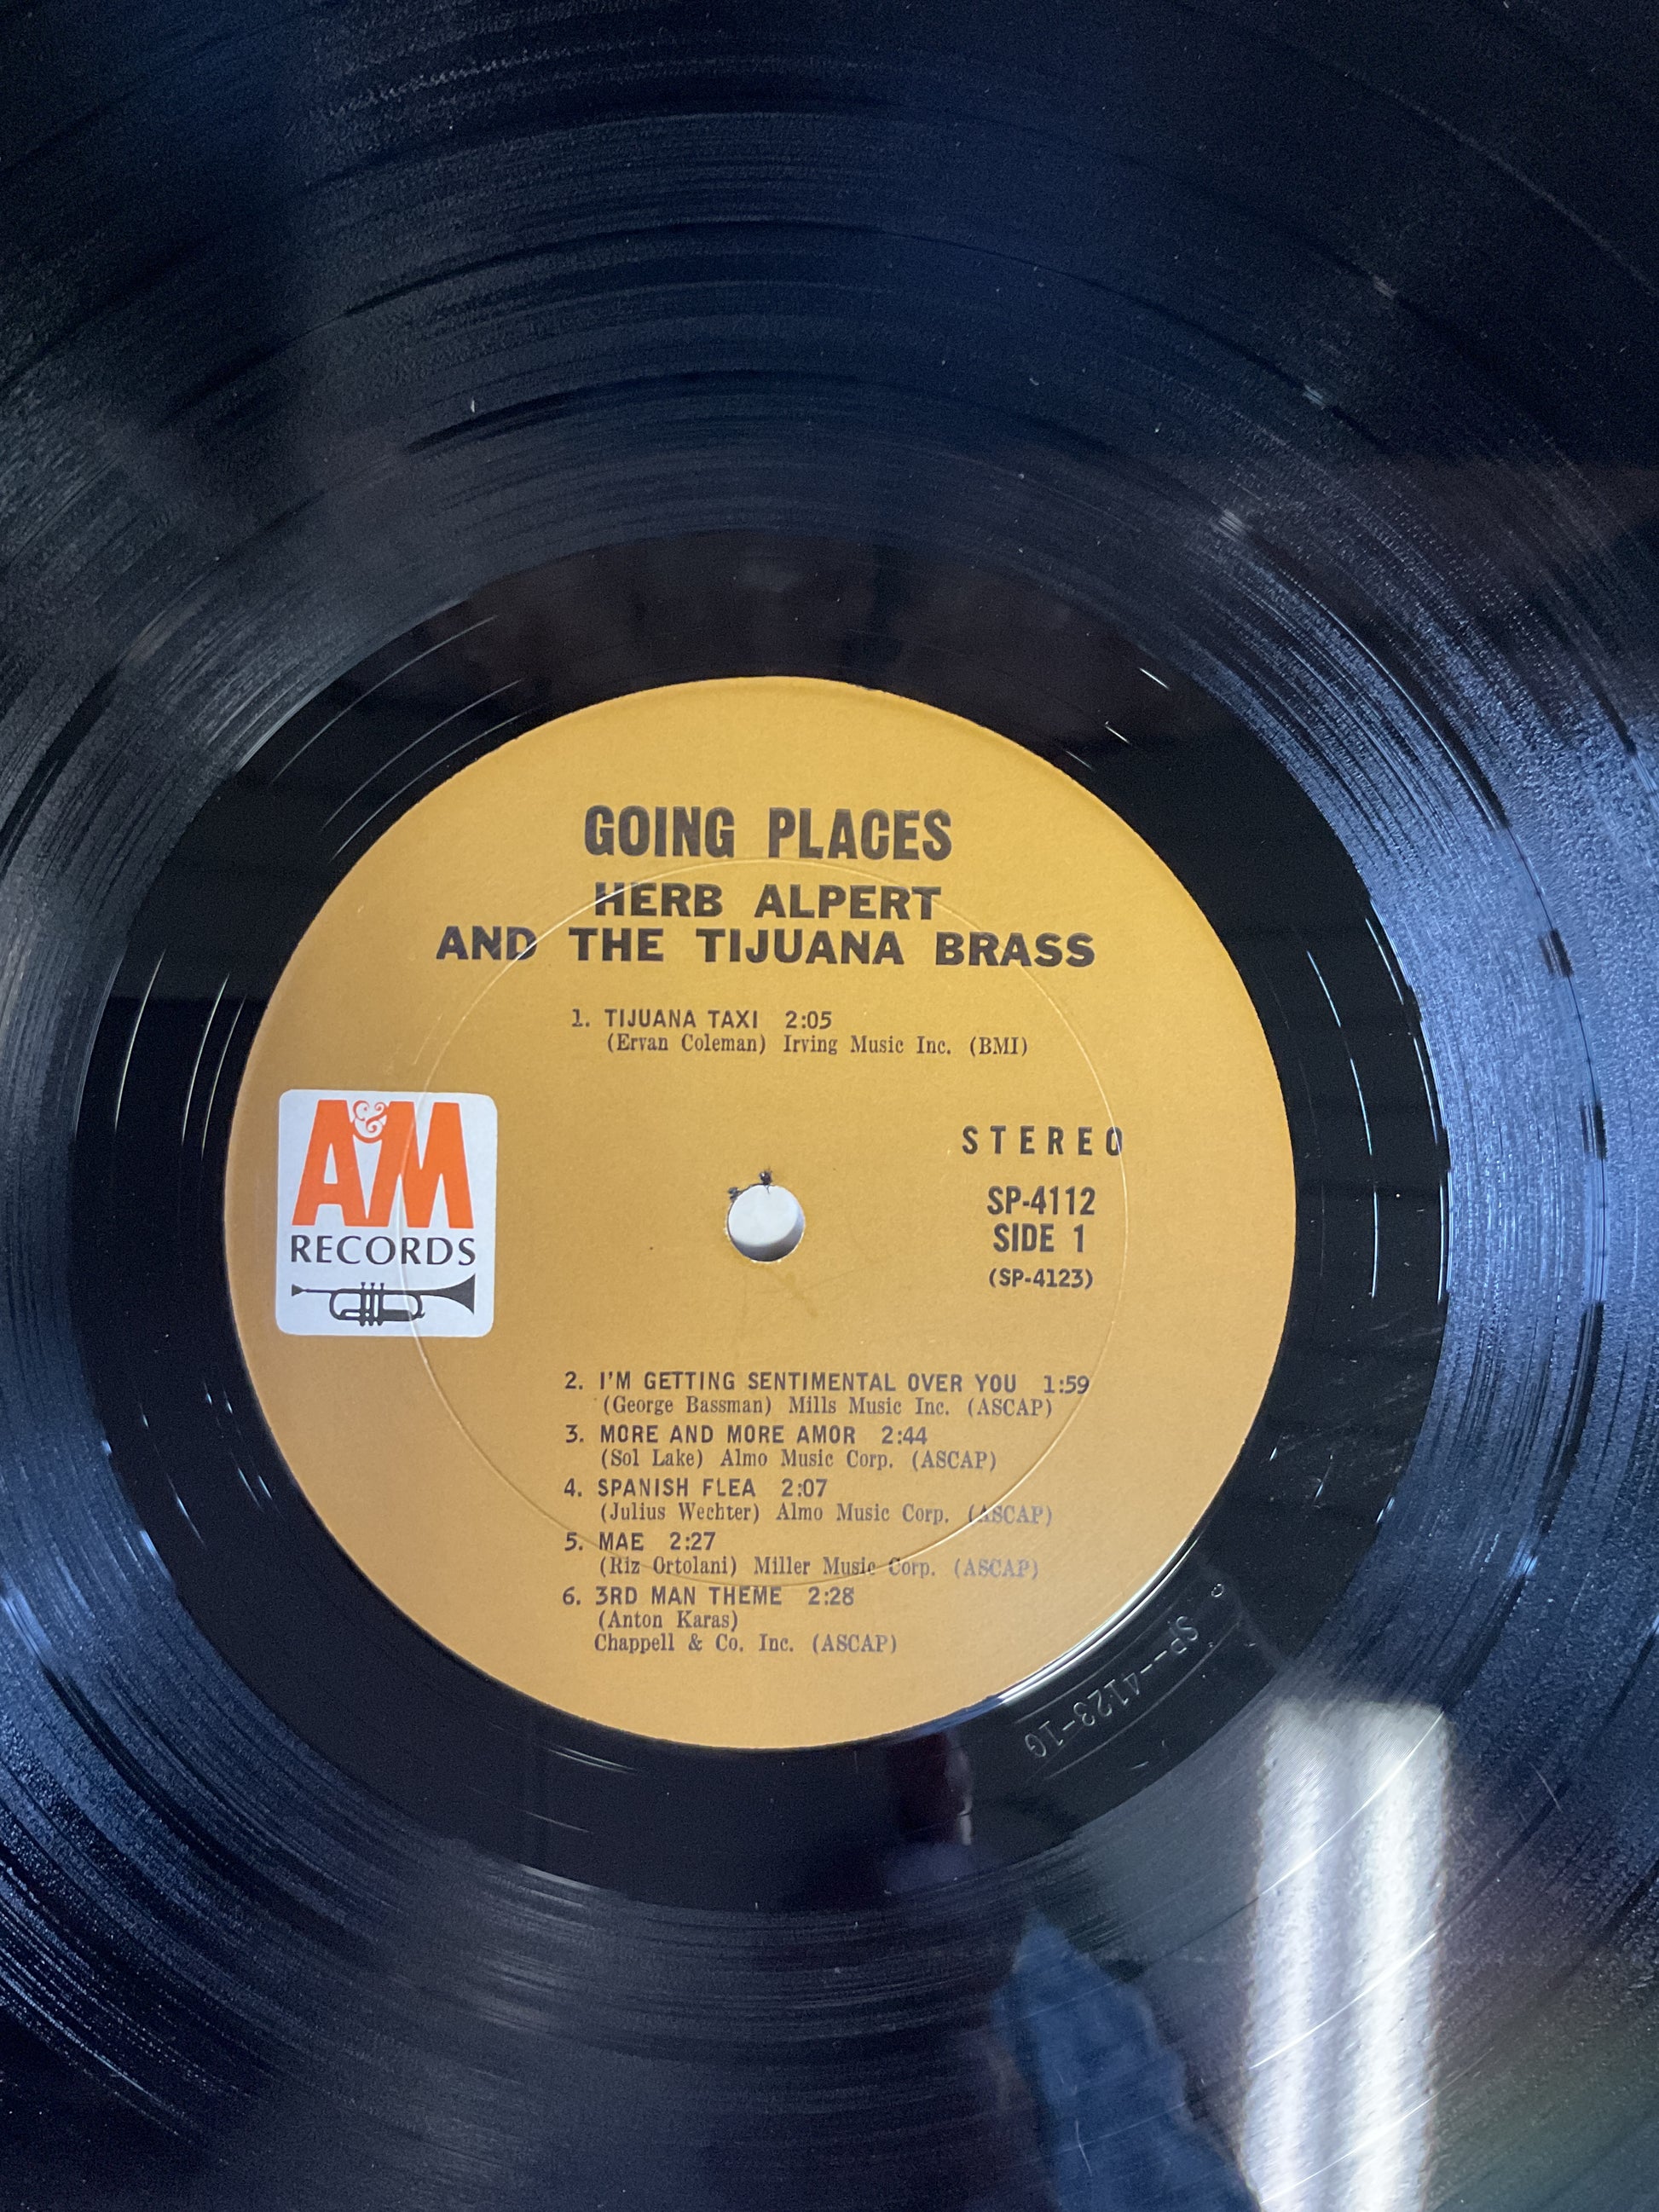 GOING PLACES
HERB ALPERT
AND THE TIJUANA BRASS
1. TIJUANA TAXI 2:05
(Ervan Coleman) Irving Music Inc. (BMI)
A&M
RECORDS
STEREO
SP-4112
SIDE 1
(SP-4123)
2. I'M GETTING SENTIMENTAL OVER YOU 1:59
(George Bassman) Mills Music Inc. (ASCAP)
3. MORE AND MORE AMOR 2:44
(Sol Lake) Almo Music Corp. (ASCAP)
4. SPANISH FLEA 2:07
(Julius Wechter) Almo Music Corp. (ASCAP)
5. MAE 2:27
(Riz Ortolani) Miller Music Corp. (ASCAP)
6. 3RD MAN THEME 2:28
(Anton Karas)
Chappell & Co. Inc. (ASCAP)
SP--4123-10